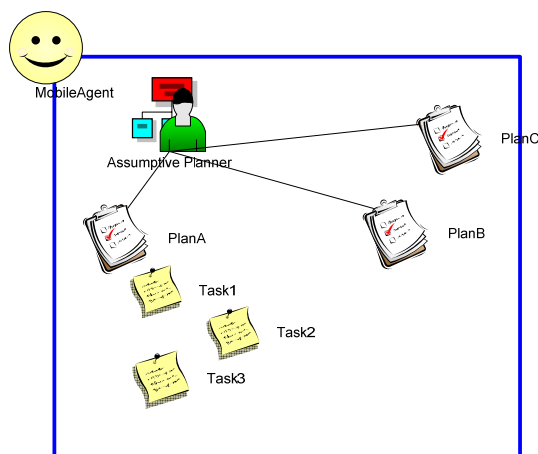 MobileAgent
Assumptive Planner
PlanC
PlanA
PlanB
Task1
Task2
Task3